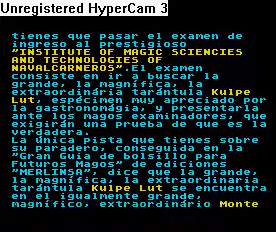 Unregistered HyperCam 3
tienes que pasar el examen de
ingreso al prestigioso
"INSTITUTE OF MAGIC SCIENCIES
AND TECHNOLOGIES OF
NAVALCARNEROS".El examen
consiste en ir a buscar la
grande, la magnífica, la
extraordinaria tarántula Kulpe
Lut, espécimen muy preciado por
la gastronomágia, y presentarla
ante los magos examinadores, que
exigirán una prueba de que es la
verdadera.
La única pista que tienes sobre
su paradero, conseguida en la
"Gran Guia de bolsillo para
Futuros Magos" de ediciones
"MERLINSA", dice que la grande,
la magnífica, la extraordinaria
tarántula Kulpe Lut se encuentra
en el igualmente grande,
magnífico, extraordinario Monte